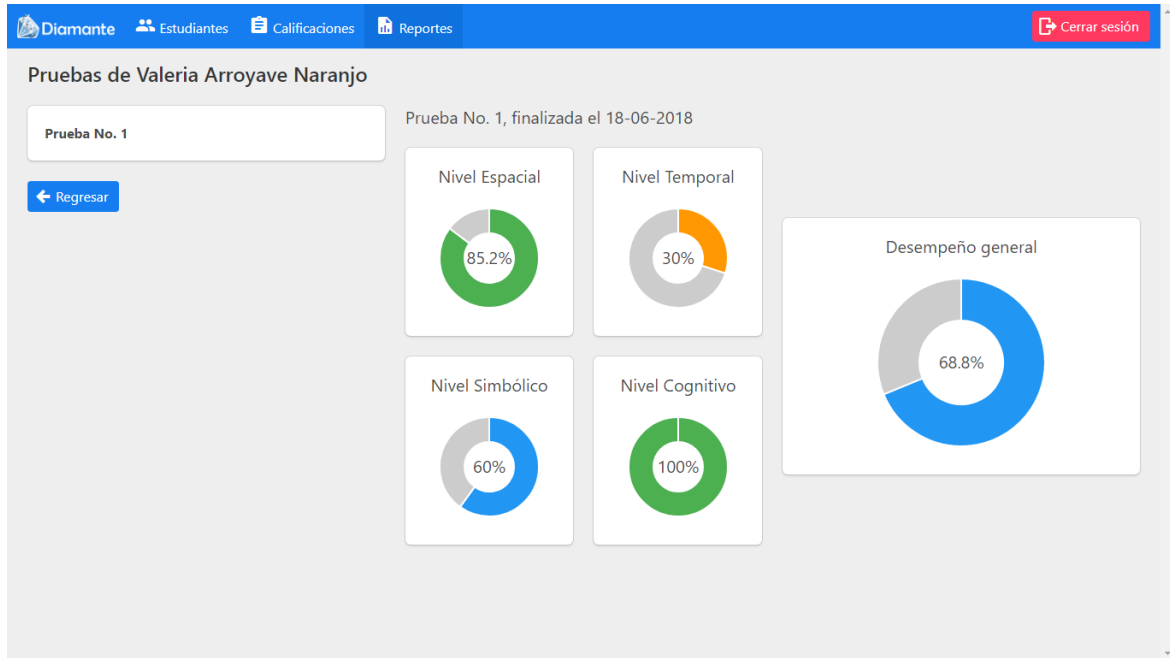 Diamante Estudiantes Calificaciones Reportes Cerrar sesión
Pruebas de Valeria Arroyave Naranjo
Prueba No. 1
Regresar
Prueba No. 1, finalizada el 18-06-2018
Nivel Espacial
85.2%
Nivel Temporal
30%
Nivel Simbólico
60%
Nivel Cognitivo
100%
Desempeño general
68.8%